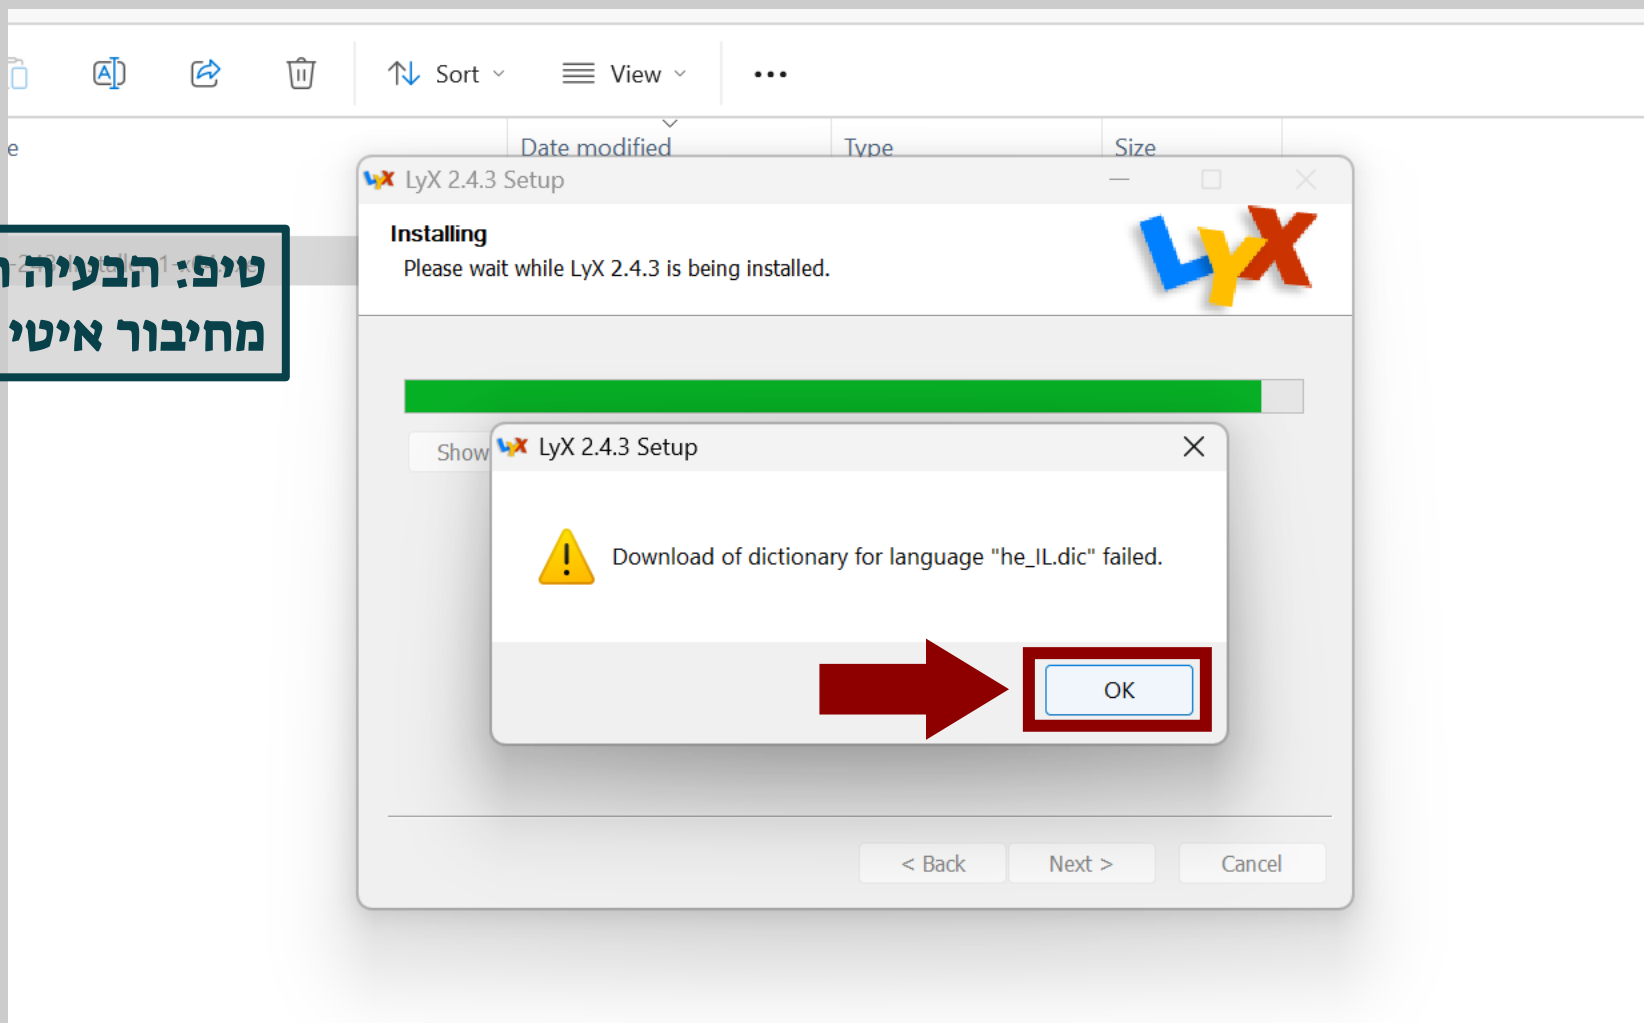 Sort
View
e
Date modified
Type
Size
LyX 2.4.3 Setup
Installing
Please wait while LyX 2.4.3 is being installed.
LyX
טיפ: הבעיה
מחיבור איטי
Show
LyX 2.4.3 Setup
Download of dictionary for language "he_IL.dic" failed.
OK
< Back
Next >
Cancel